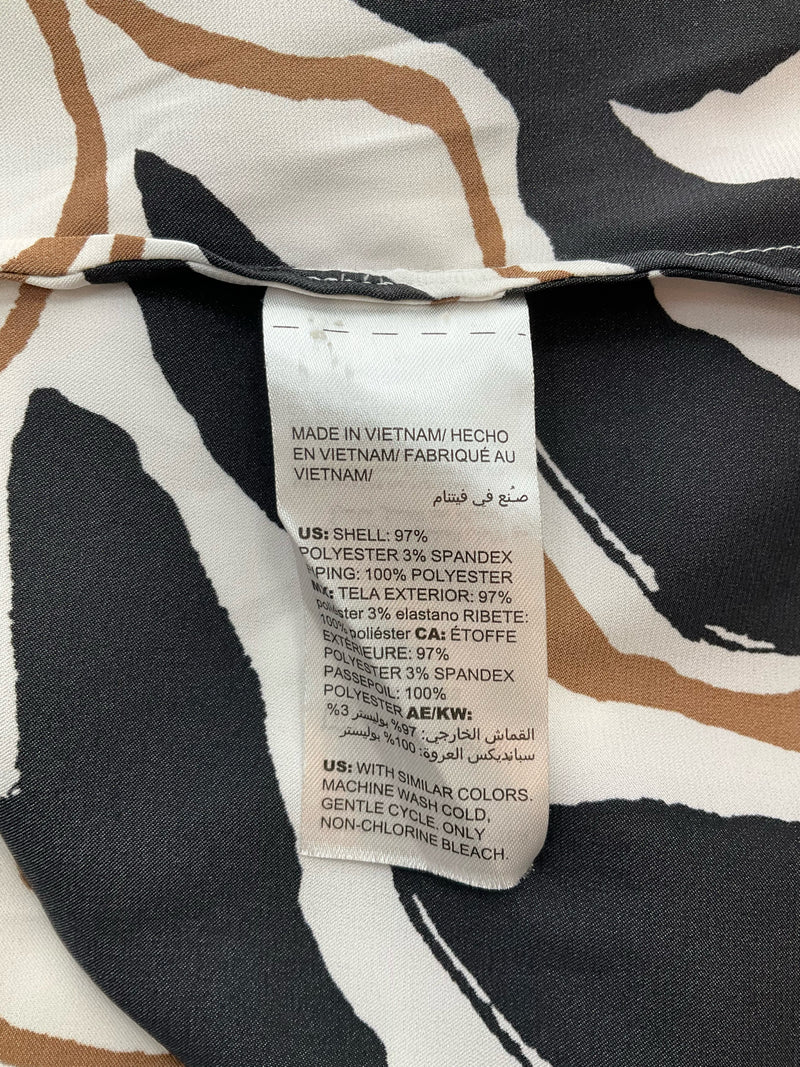 MADE IN VIETNAM/ HECHO
EN VIETNAM/ FABRIQUÉ AU
VIETNAM/
صُنع في فيتنام
US: SHELL: 97%
POLYESTER 3% SPANDEX
PIPING: 100% POLYESTER
MX: TELA EXTERIOR: 97%
poliéster 3% elastano RIBETE:
100% poliéster CA: ÉTOFFE
EXTÉRIEURE: 97%
POLYESTER 3% SPANDEX
PASSEPOIL: 100%
POLYESTER AE/KW:
القماش الخارجي: 97% بوليستر 3%
سبانديكس العروة: 100% بوليستر
US: WITH SIMILAR COLORS.
MACHINE WASH COLD,
GENTLE CYCLE. ONLY
NON-CHLORINE BLEACH.